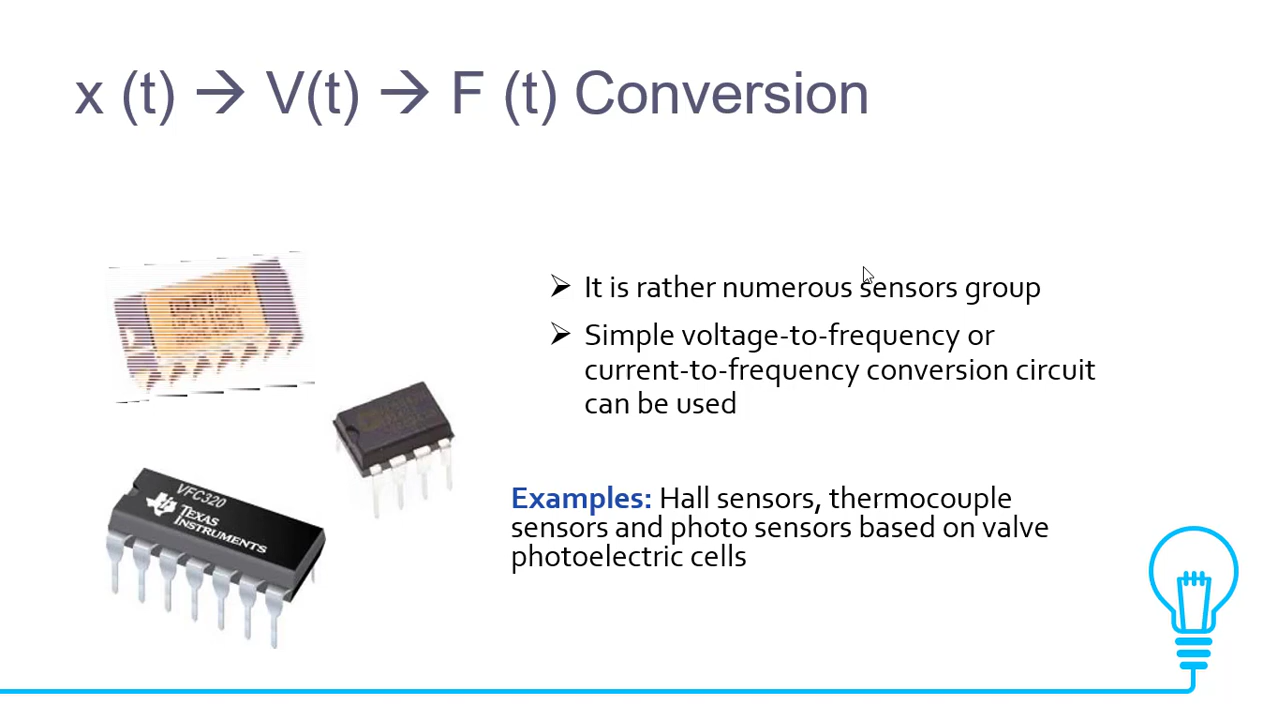 x (t) → V(t) → F (t) Conversion
➢ It is rather numerous sensors group
➢ Simple voltage-to-frequency or
current-to-frequency conversion circuit
can be used
Examples: Hall sensors, thermocouple
sensors and photo sensors based on valve
photoelectric cells
VFC320
TEXAS
INSTRUMENTS